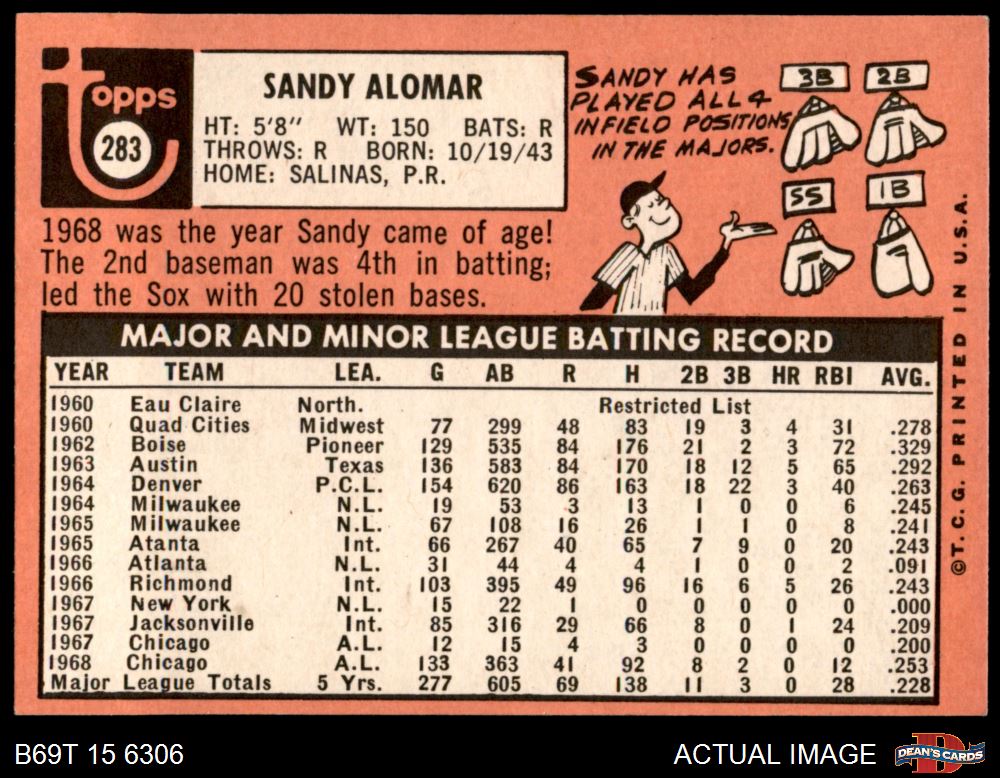 Topps
283
SANDY ALOMAR
HT: 5'8" WT: 150 BATS: R
THROWS: R BORN: 10/19/43
HOME: SALINAS, P.R.
SANDY HAS
PLAYED ALL 4
INFIELD POSITIONS
IN THE MAJORS.
3B 2B
SS 1B
1968 was the year Sandy came of age!
The 2nd baseman was 4th in batting;
led the Sox with 20 stolen bases.
MAJOR AND MINOR LEAGUE BATTING RECORD
YEAR TEAM LEA. G AB R H 2B 3B HR RBI AVG.
1960 Eau Claire North. Restricted List
1960 Quad Cities Midwest 77 299 48 83 19 3 4 31 .278
1962 Boise Pioneer 129 535 84 176 21 2 3 72 .329
1963 Austin Texas 136 583 84 170 18 12 5 65 .292
1964 Denver P.C.L. 154 620 86 163 18 22 3 40 .263
1964 Milwaukee N.L. 19 53 3 13 1 0 0 6 .245
1965 Milwaukee N.L. 67 108 16 26 1 1 0 8 .241
1965 Atanta Int. 66 267 40 65 7 9 0 20 .243
1966 Atlanta N.L. 31 44 4 4 1 0 0 2 .091
1966 Richmond Int. 103 395 49 96 16 6 5 26 .243
1967 New York N.L. 15 22 1 0 0 0 0 0 .000
1967 Jacksonville Int. 85 316 29 66 8 0 1 24 .209
1967 Chicago A.L. 12 15 4 3 0 0 0 0 .200
1968 Chicago A.L. 133 363 41 92 8 2 0 12 .253
Major League Totals 5 Yrs. 277 605 69 138 11 3 0 28 .228
©T. C. G. PRINTED IN U.S.A.
B69T 15 6306
ACTUAL IMAGE
D
DEAN'S CARDS